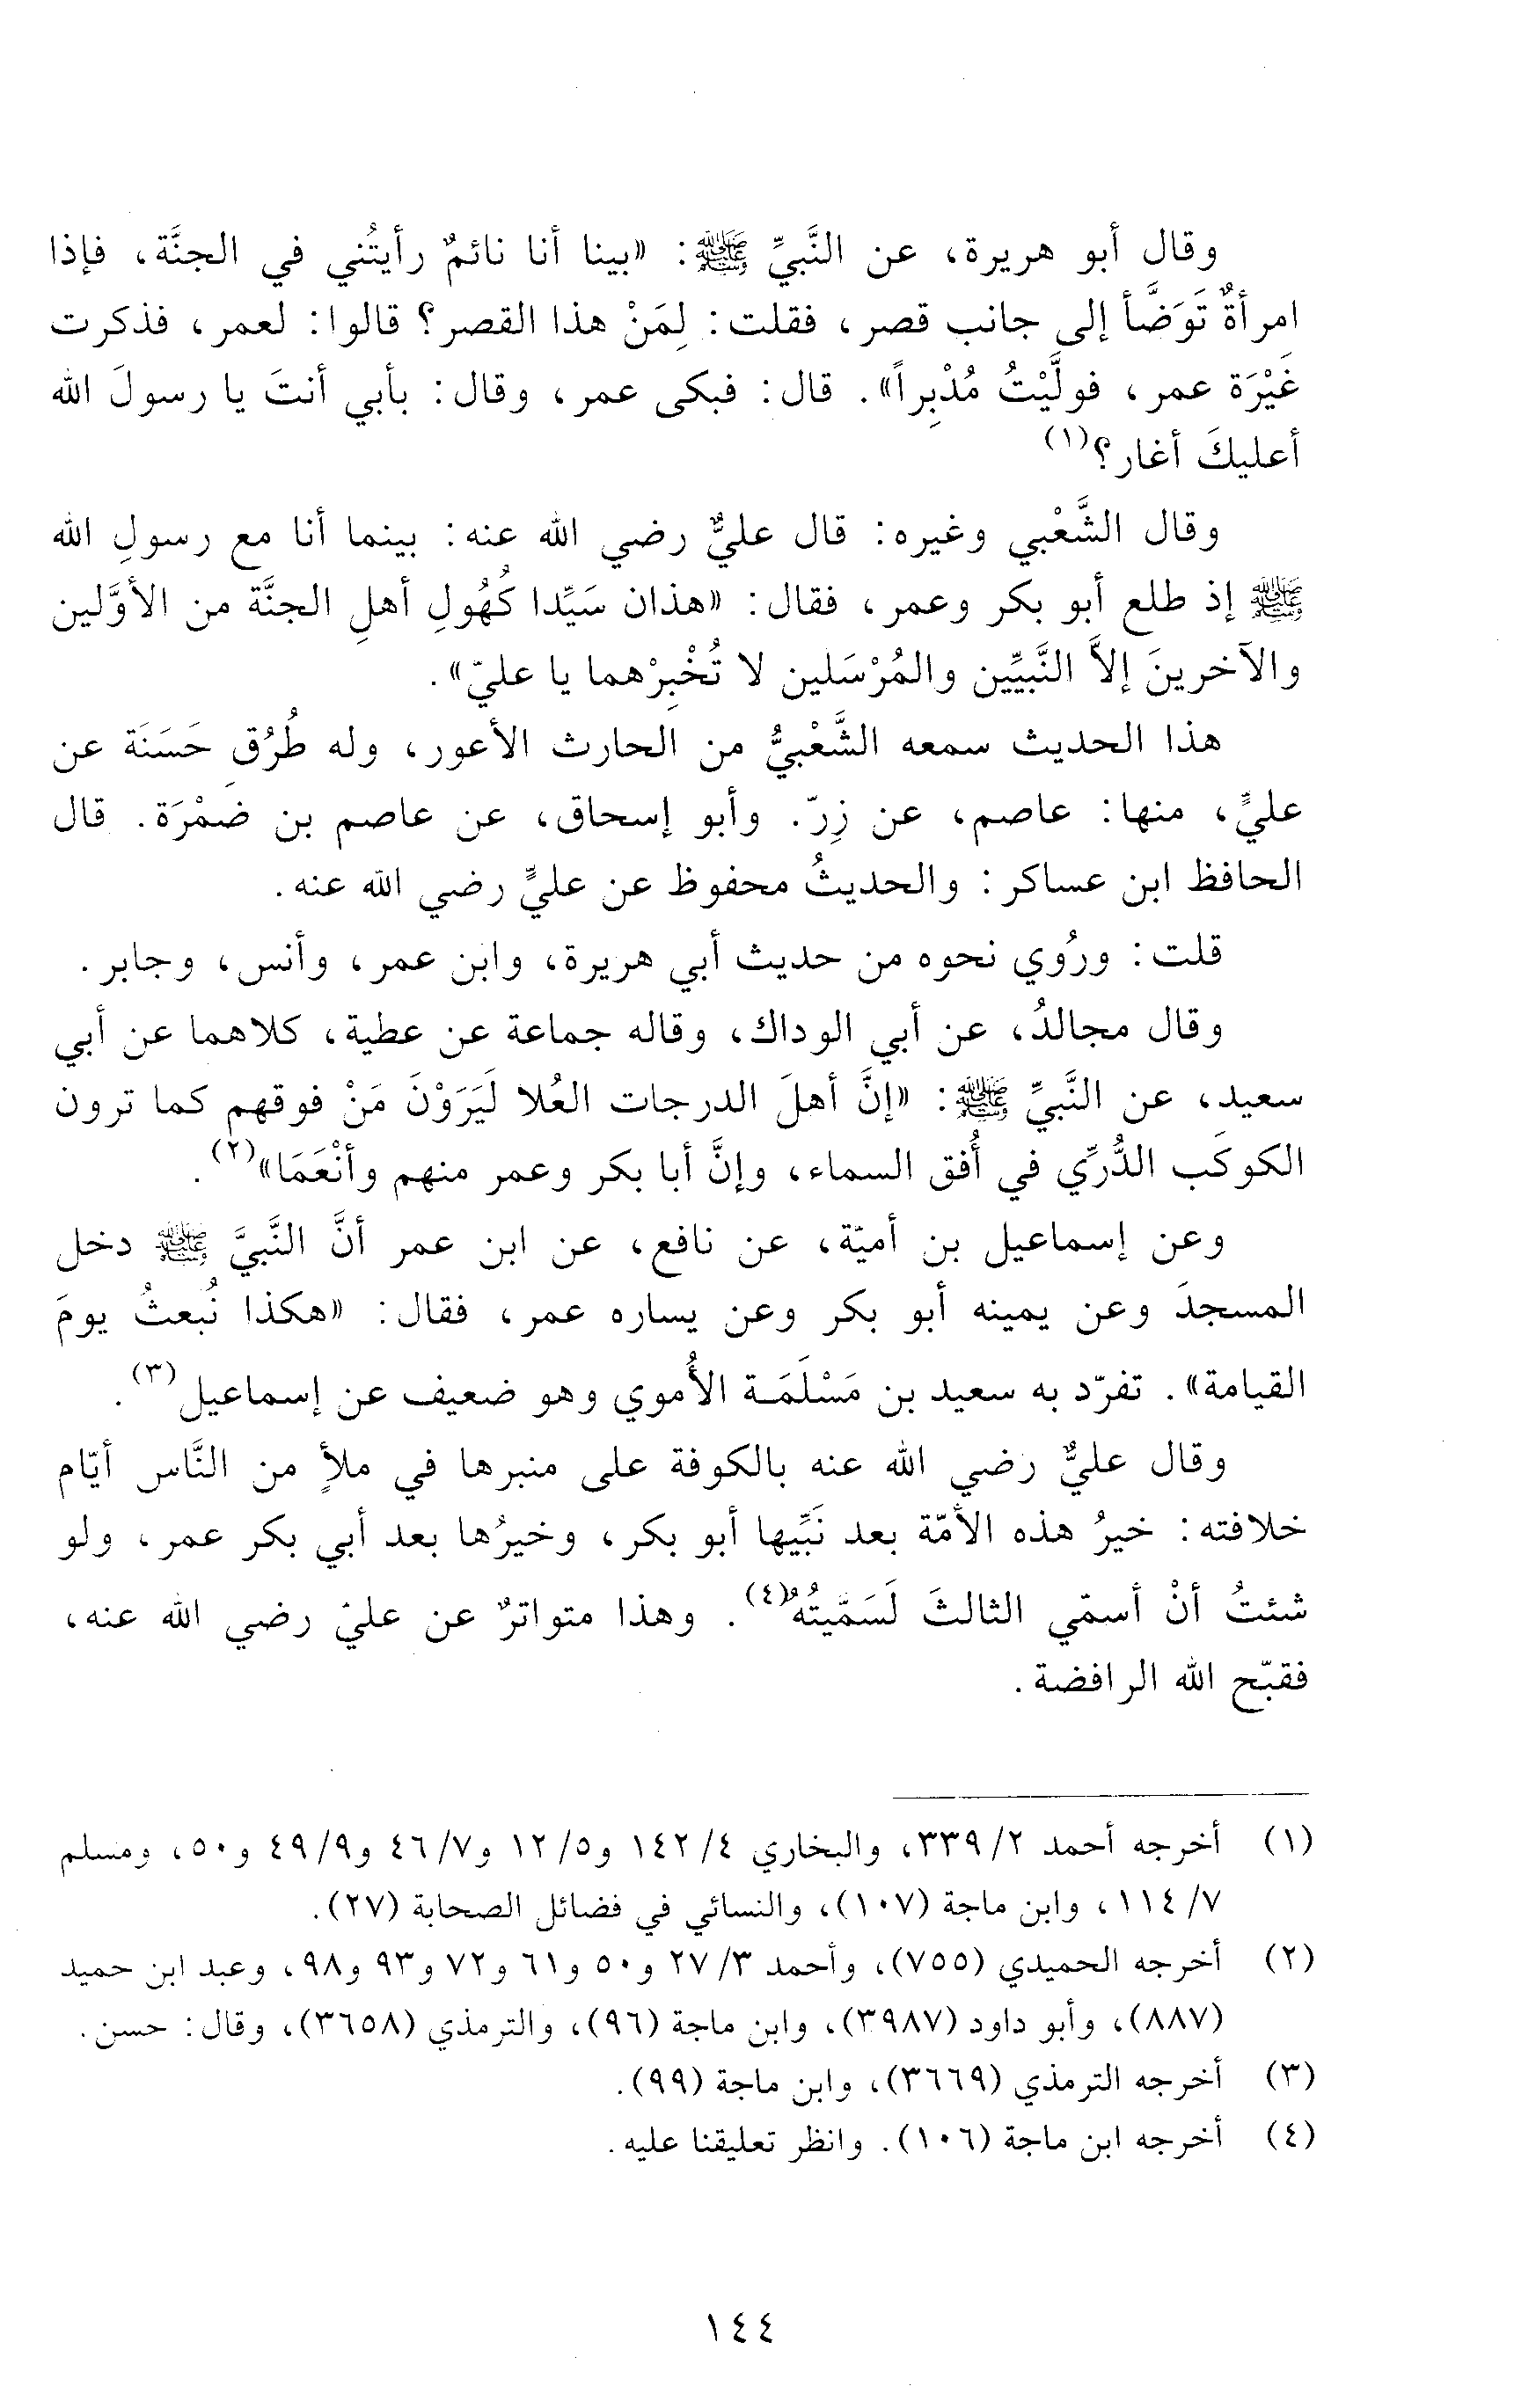 وقال أبو هريرة، عن النَّبيِّ ﷺ: «بينا أنا نائمٌ رأيتُني في الجنَّة، فإذا
امرأةٌ تَوَضَّأ إلى جانب قصر، فقلت: لِمَنْ هذا القصر؟ قالوا: لعمر، فذكرت
غَيْرَة عمر، فولَّيْتُ مُدْبِراً». قال: فبكى عمر، وقال: بأبي أنتَ يا رسولَ الله
أعليكَ أغار؟(١)
وقال الشَّعْبي وغيره: قال عليٌّ رضي الله عنه: بينما أنا مع رسولِ الله
ﷺ إذ طلع أبو بكر وعمر، فقال: «هذان سَيِّدا كُهُولِ أهلِ الجنَّة من الأوَّلين
والآخرينَ إلاَّ النَّبيِّين والمُرْسَلين لا تُخْبِرْهما يا عليّ».
هذا الحديث سمعه الشَّعْبيُّ من الحارث الأعور، وله طُرُق حَسَنَة عن
عليٍّ، منها: عاصم، عن زِرّ. وأبو إسحاق، عن عاصم بن ضَمْرَة. قال
الحافظ ابن عساكر: والحديثُ محفوظ عن عليٍّ رضي الله عنه.
قلت: ورُوي نحوه من حديث أبي هريرة، وابن عمر، وأنس، وجابر.
وقال مجالدُ، عن أبي الوداك، وقاله جماعة عن عطية، كلاهما عن أبي
سعيد، عن النَّبيِّ ﷺ: «إنَّ أهلَ الدرجات العُلا لَيَرَوْنَ مَنْ فوقهم كما ترون
الكوكَب الدُّرِّي في أُفق السماء، وإنَّ أبا بكر وعمر منهم وأنْعَمَا»(٢).
وعن إسماعيل بن أميّة، عن نافع، عن ابن عمر أنَّ النَّبيَّ ﷺ دخل
المسجدَ وعن يمينه أبو بكر وعن يساره عمر، فقال: «هكذا نُبعثُ يومَ
القيامة». تفرّد به سعيد بن مَسْلَمَـة الأُموي وهو ضعيف عن إسماعيل(٣).
وقال عليٌّ رضي الله عنه بالكوفة على منبرها في ملأٍ من النَّاس أيّام
خلافته: خيرُ هذه الأمّة بعد نَبِّيها أبو بكر، وخيرُها بعد أبي بكر عمر، ولو
شئتُ أنْ أسمّي الثالثَ لَسَمَّيتُهُ(٤). وهذا متواترٌ عن عليّ رضي الله عنه،
فقبّح الله الرافضة.
(١) أخرجه أحمد ٢/ ٣٣٩، والبخاري ٤/ ١٤٢ و٥/ ١٢ و٧/ ٤٦ و٩/ ٤٩ و٥٠، ومسلم
٧/ ١١٤، وابن ماجة (١٠٧)، والنسائي في فضائل الصحابة (٢٧).
(٢) أخرجه الحميدي (٧٥٥)، وأحمد ٣/ ٢٧ و٥٠ و٦١ و٧٢ و٩٣ و٩٨، وعبد ابن حميد
(٨٨٧)، وأبو داود (٣٩٨٧)، وابن ماجة (٩٦)، والترمذي (٣٦٥٨)، وقال: حسن.
(٣) أخرجه الترمذي (٣٦٦٩)، وابن ماجة (٩٩).
(٤) أخرجه ابن ماجة (١٠٦). وانظر تعليقنا عليه.
١٤٤